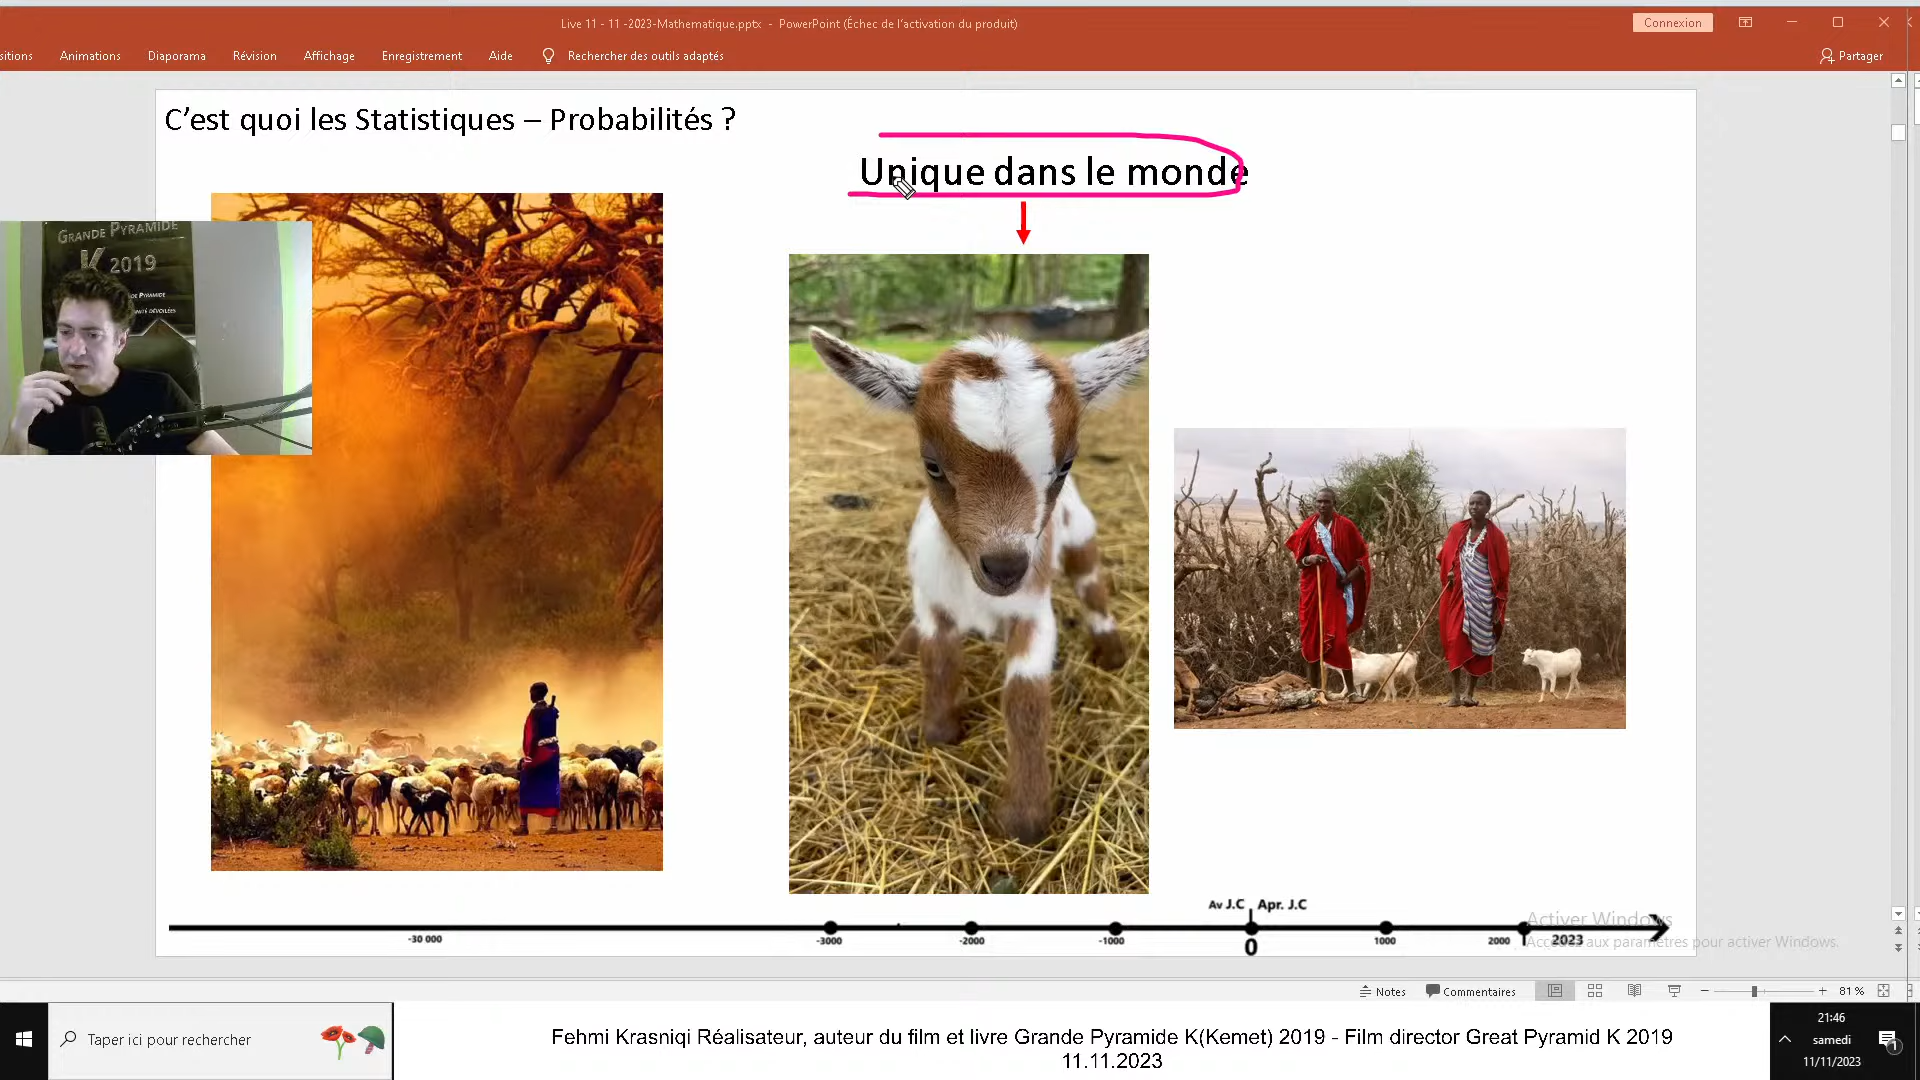 Live 11 - 11 -2023-Mathematique.pptx - PowerPoint (Échec de l'activation du produit)
Connexion
sitions Animations Diaporama Révision Affichage Enregistrement Aide Rechercher des outils adaptés
Partager
C'est quoi les Statistiques – Probabilités ?
Unique dans le monde
GRANDE PYRAMIDE
K 2019
DE PYRAMIDE
Av J.C Apr. J.C
-30 000 -3000 -2000 -1000 0 1000 2000 2023
Activer Windows
Accédez aux paramètres pour activer Windows.
Notes Commentaires 81 %
Taper ici pour rechercher
Fehmi Krasniqi Réalisateur, auteur du film et livre Grande Pyramide K(Kemet) 2019 - Film director Great Pyramid K 2019
11.11.2023
21:46
samedi
11/11/2023
1